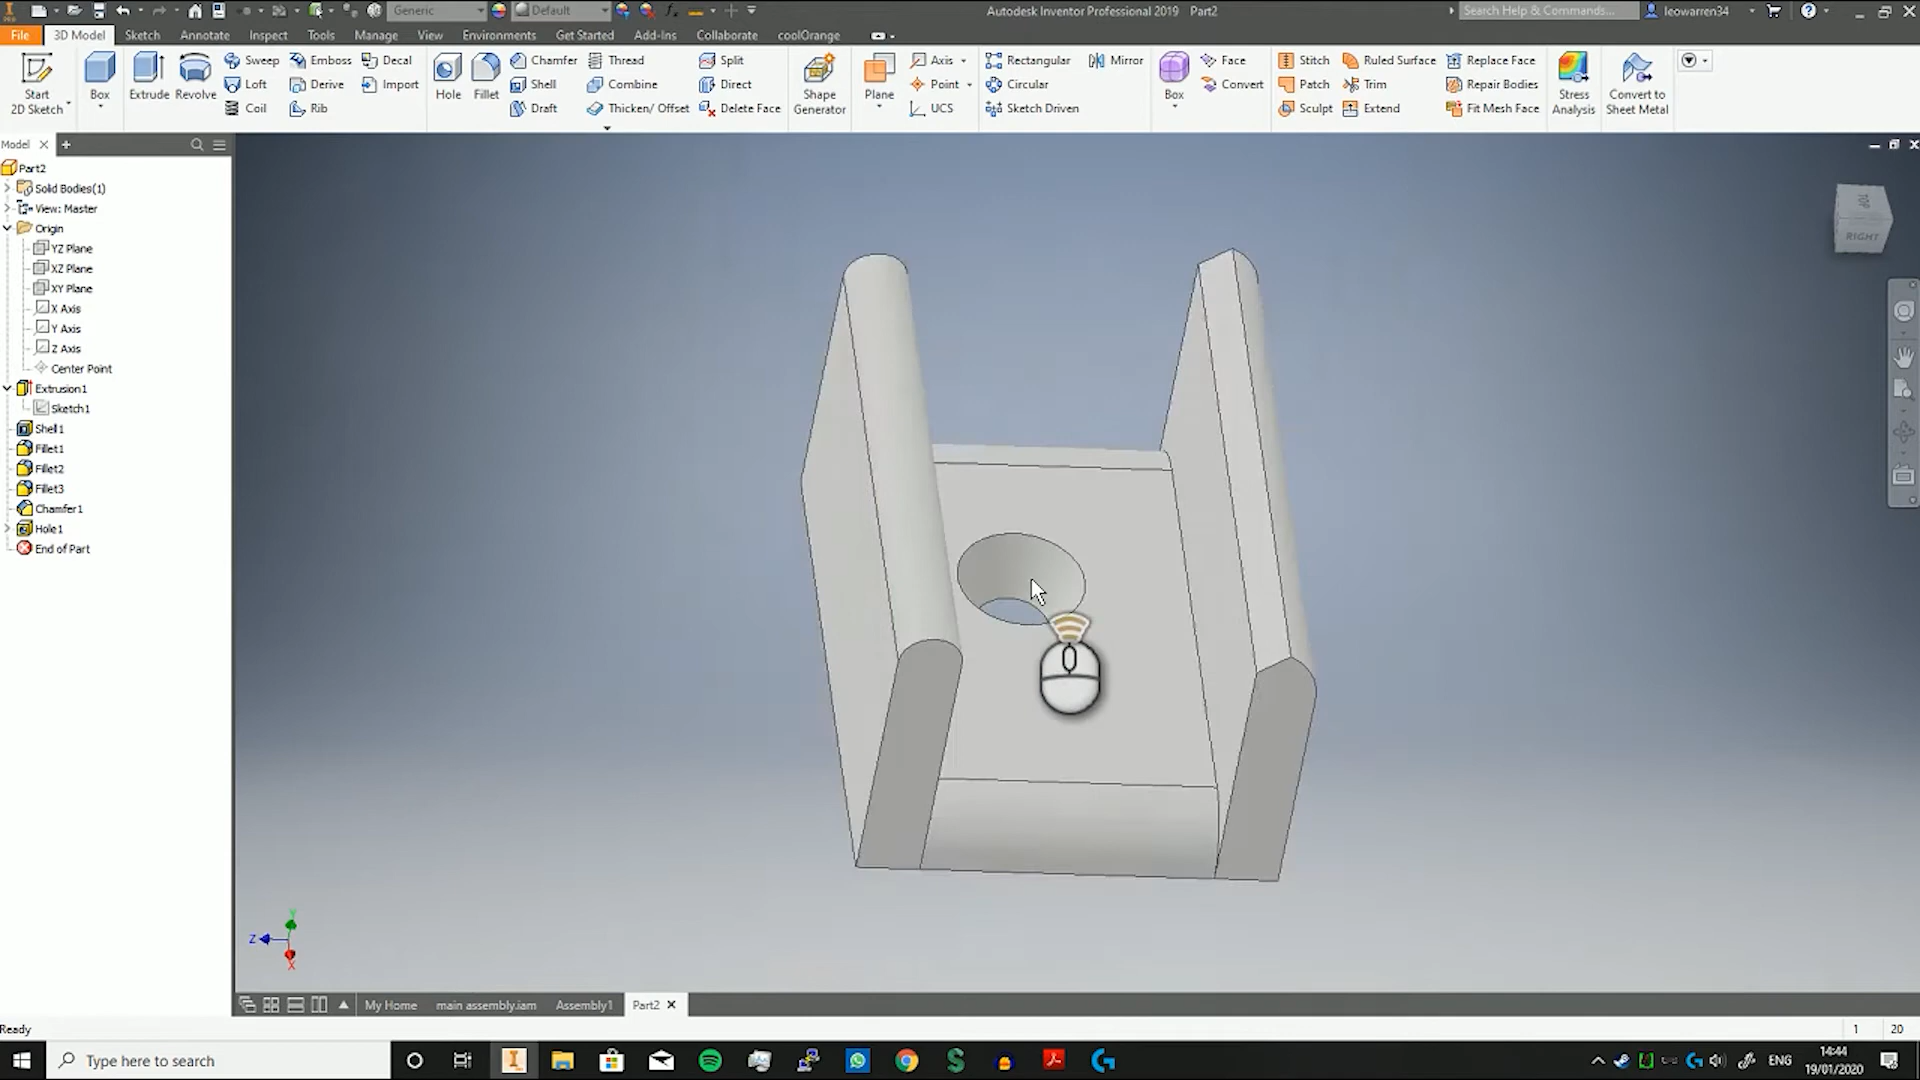 Generic
Default
Autodesk Inventor Professional 2019 Part2
Search Help & Commands...
leowarren34
File
3D Model
Sketch
Annotate
Inspect
Tools
Manage
View
Environments
Get Started
Add-Ins
Collaborate
coolOrange
Start
2D Sketch
Box
Extrude
Revolve
Sweep
Loft
Coil
Emboss
Derive
Rib
Decal
Import
Hole
Fillet
Chamfer
Shell
Draft
Thread
Combine
Thicken/ Offset
Split
Direct
Delete Face
Shape
Generator
Plane
Axis
Point
UCS
Rectangular
Circular
Sketch Driven
Mirror
Box
Face
Convert
Stitch
Patch
Sculpt
Ruled Surface
Trim
Extend
Replace Face
Repair Bodies
Fit Mesh Face
Stress
Analysis
Convert to
Sheet Metal
Model
Part2
Solid Bodies(1)
View: Master
Origin
YZ Plane
XZ Plane
XY Plane
X Axis
Y Axis
Z Axis
Center Point
Extrusion1
Sketch1
Shell1
Fillet1
Fillet2
Fillet3
Chamfer1
Hole1
End of Part
TOP
RIGHT
Y
Z
X
My Home
main assembly.iam
Assembly1
Part2
Ready
1
20
Type here to search
ENG
14:44
19/01/2020